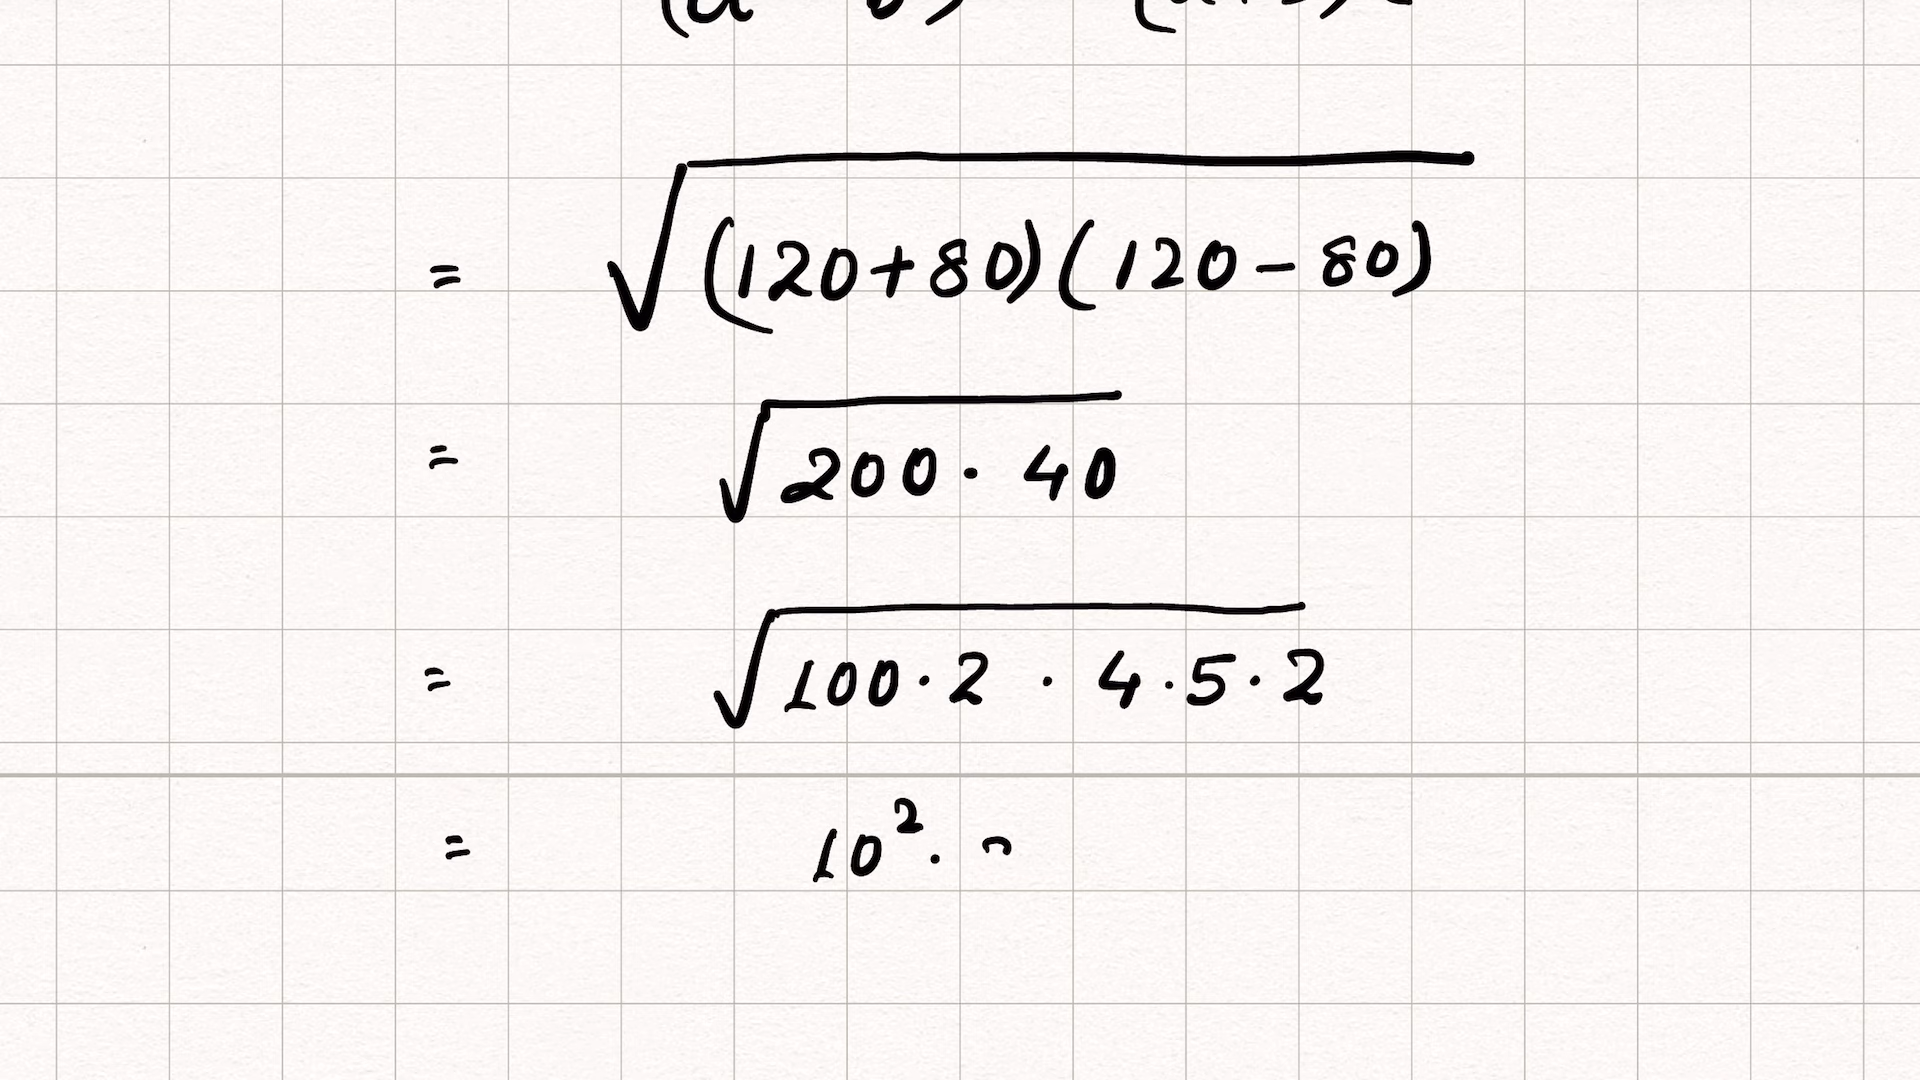 = √(120+80)(120-80)
= √200 · 40
= √100 · 2 · 4 · 5 · 2
= 10² ·